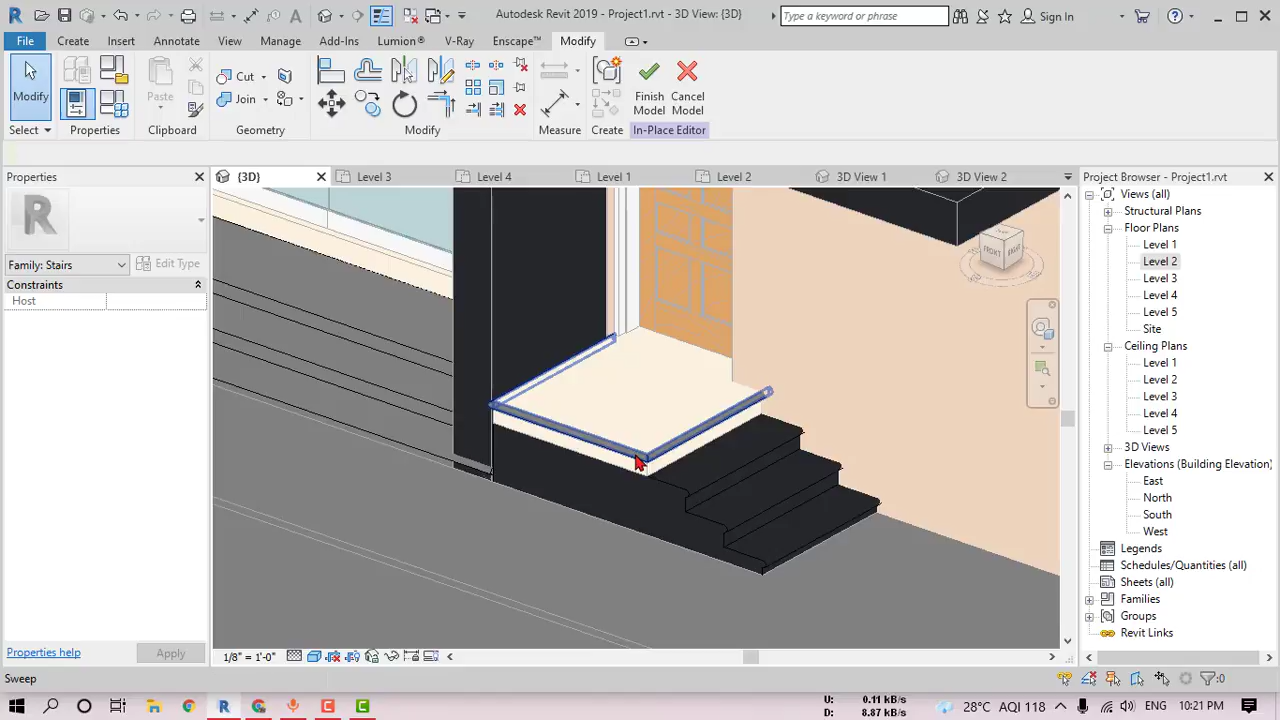 Autodesk Revit 2019 - Project1.rvt - 3D View: {3D}
Type a keyword or phrase
Sign In
File
Create
Insert
Annotate
View
Manage
Add-Ins
Lumion®
V-Ray
Enscape™
Modify
Modify
Paste
Cut
Join
Finish
Model
Cancel
Model
Select
Properties
Clipboard
Geometry
Modify
Measure
Create
In-Place Editor
Properties
{3D}
Level 3
Level 4
Level 1
Level 2
3D View 1
3D View 2
Project Browser - Project1.rvt
Family: Stairs
Edit Type
Constraints
Host
FRONT
RIGHT
Views (all)
Structural Plans
Floor Plans
Level 1
Level 2
Level 3
Level 4
Level 5
Site
Ceiling Plans
Level 1
Level 2
Level 3
Level 4
Level 5
3D Views
Elevations (Building Elevation)
East
North
South
West
Legends
Schedules/Quantities (all)
Sheets (all)
Families
Groups
Revit Links
Properties help
Apply
1/8" = 1'-0"
Sweep
:0
U: 0.11 kB/s
D: 8.87 kB/s
28°C AQI 118
ENG
10:21 PM